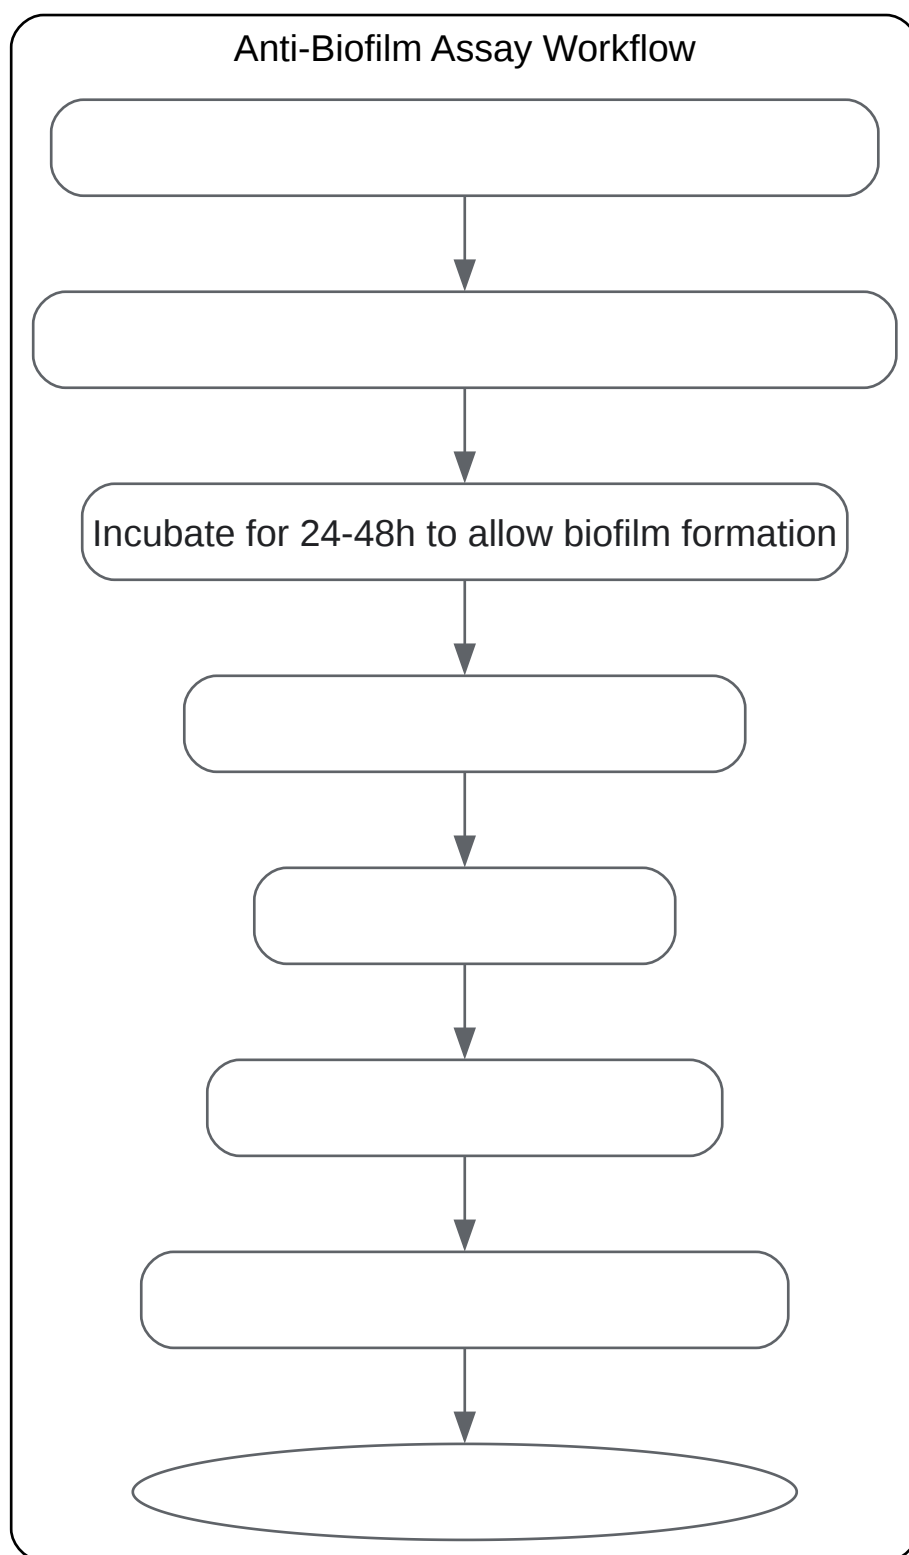 Anti-Biofilm Assay Workflow
Incubate for 24-48h to allow biofilm formation